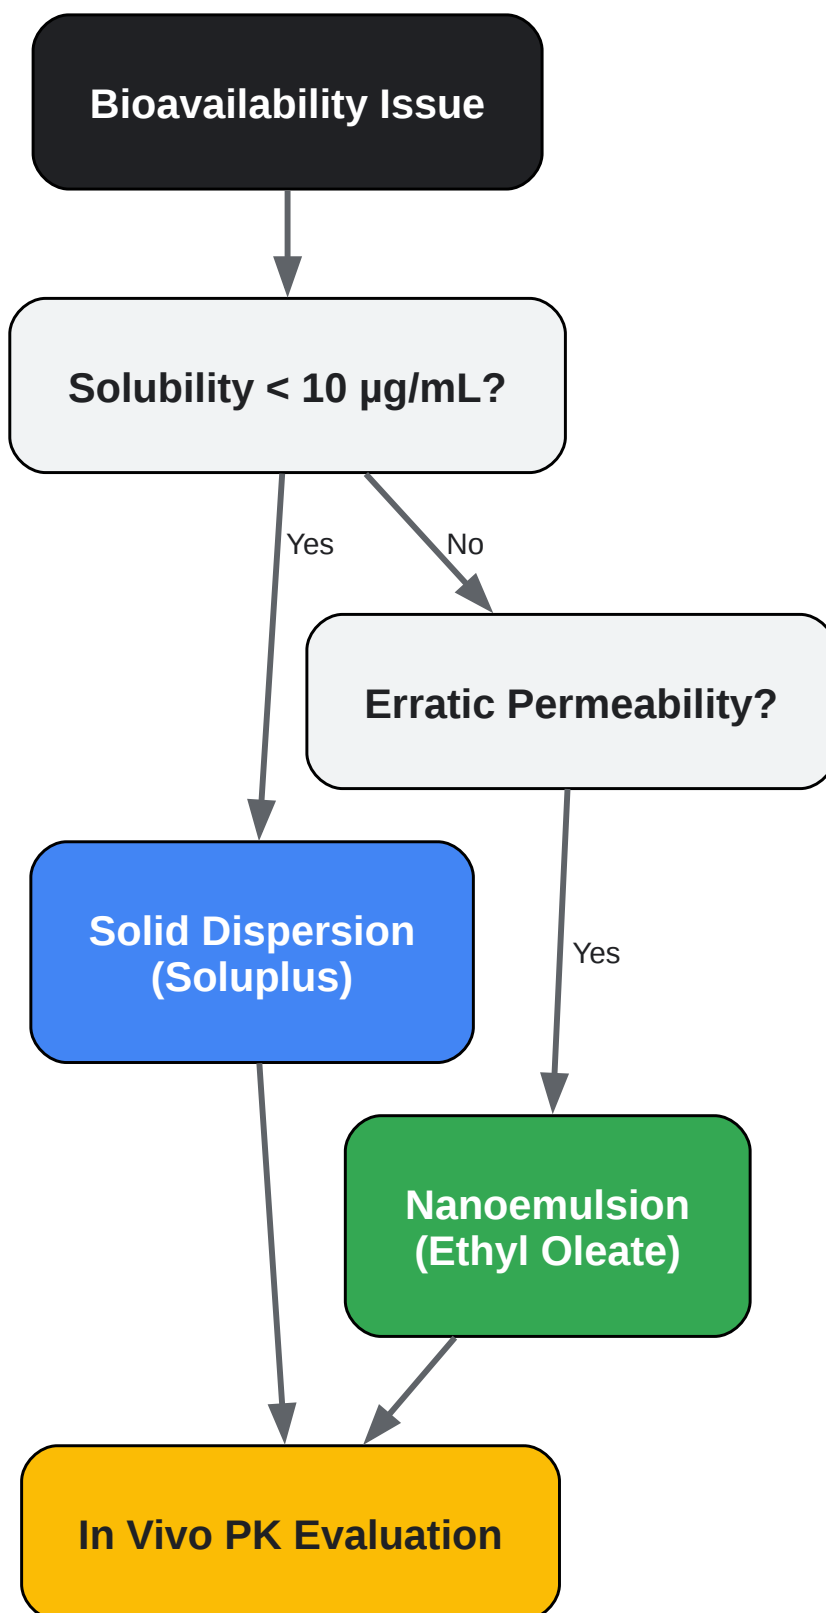 Bioavailability Issue
Solubility < 10 µg/mL?
Yes
No
Erratic Permeability?
Solid Dispersion
(Soluplus)
Yes
Nanoemulsion
(Ethyl Oleate)
In Vivo PK Evaluation